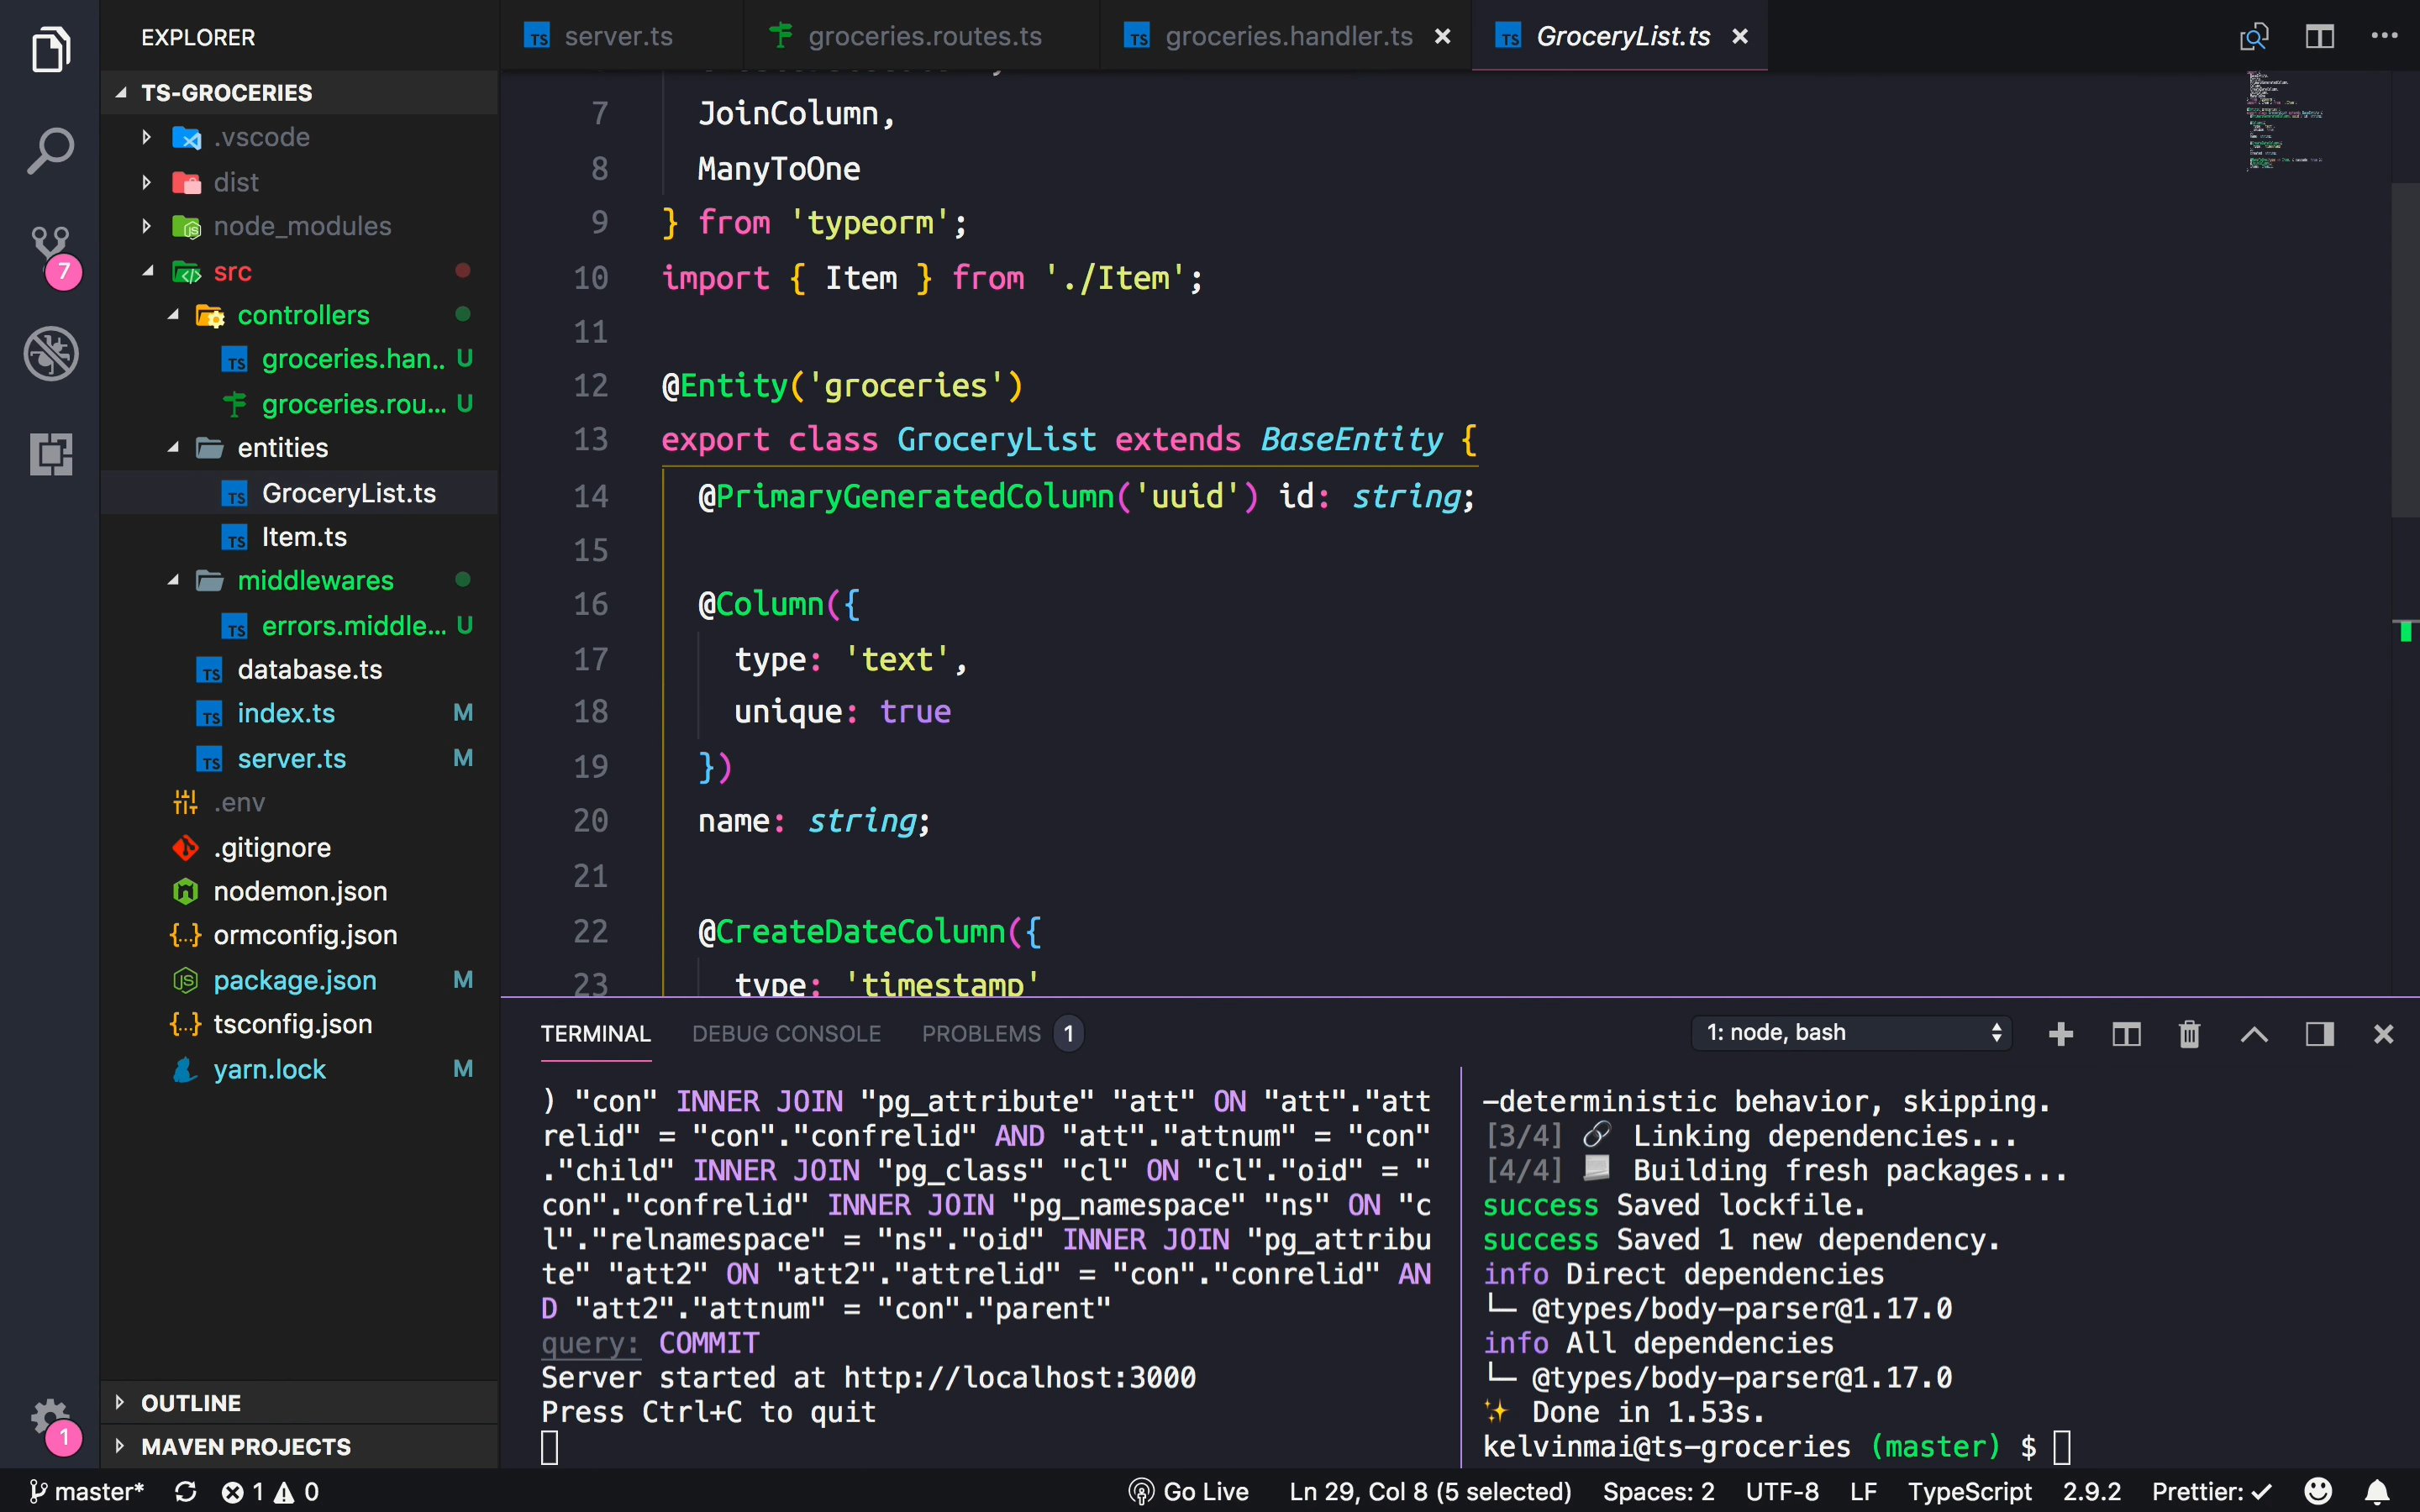 EXPLORER
TS-GROCERIES
.vscode
dist
node_modules
src
controllers
groceries.han.. U
groceries.rou... U
entities
GroceryList.ts
Item.ts
middlewares
errors.middle... U
database.ts
index.ts M
server.ts M
.env
.gitignore
nodemon.json
ormconfig.json
package.json M
tsconfig.json
yarn.lock M
OUTLINE
MAVEN PROJECTS
7
1
server.ts groceries.routes.ts groceries.handler.ts × GroceryList.ts ×
7 JoinColumn,
8 ManyToOne
9 } from 'typeorm';
10 import { Item } from './Item';
11
12 @Entity('groceries')
13 export class GroceryList extends BaseEntity {
14 @PrimaryGeneratedColumn('uuid') id: string;
15
16 @Column({
17 type: 'text',
18 unique: true
19 })
20 name: string;
21
22 @CreateDateColumn({
23 type: 'timestamp'
TERMINAL DEBUG CONSOLE PROBLEMS 1 1: node, bash
) "con" INNER JOIN "pg_attribute" "att" ON "att"."att
relid" = "con"."confrelid" AND "att"."attnum" = "con"
."child" INNER JOIN "pg_class" "cl" ON "cl"."oid" = "
con"."confrelid" INNER JOIN "pg_namespace" "ns" ON "c
l"."relnamespace" = "ns"."oid" INNER JOIN "pg_attribu
te" "att2" ON "att2"."attrelid" = "con"."conrelid" AN
D "att2"."attnum" = "con"."parent"
query: COMMIT
Server started at http://localhost:3000
Press Ctrl+C to quit
-deterministic behavior, skipping.
[3/4] 🔗 Linking dependencies...
[4/4] 📃 Building fresh packages...
success Saved lockfile.
success Saved 1 new dependency.
info Direct dependencies
└─ @types/body-parser@1.17.0
info All dependencies
└─ @types/body-parser@1.17.0
✨ Done in 1.53s.
kelvinmai@ts-groceries (master) $
master* 1 0 Go Live Ln 29, Col 8 (5 selected) Spaces: 2 UTF-8 LF TypeScript 2.9.2 Prettier: ✓